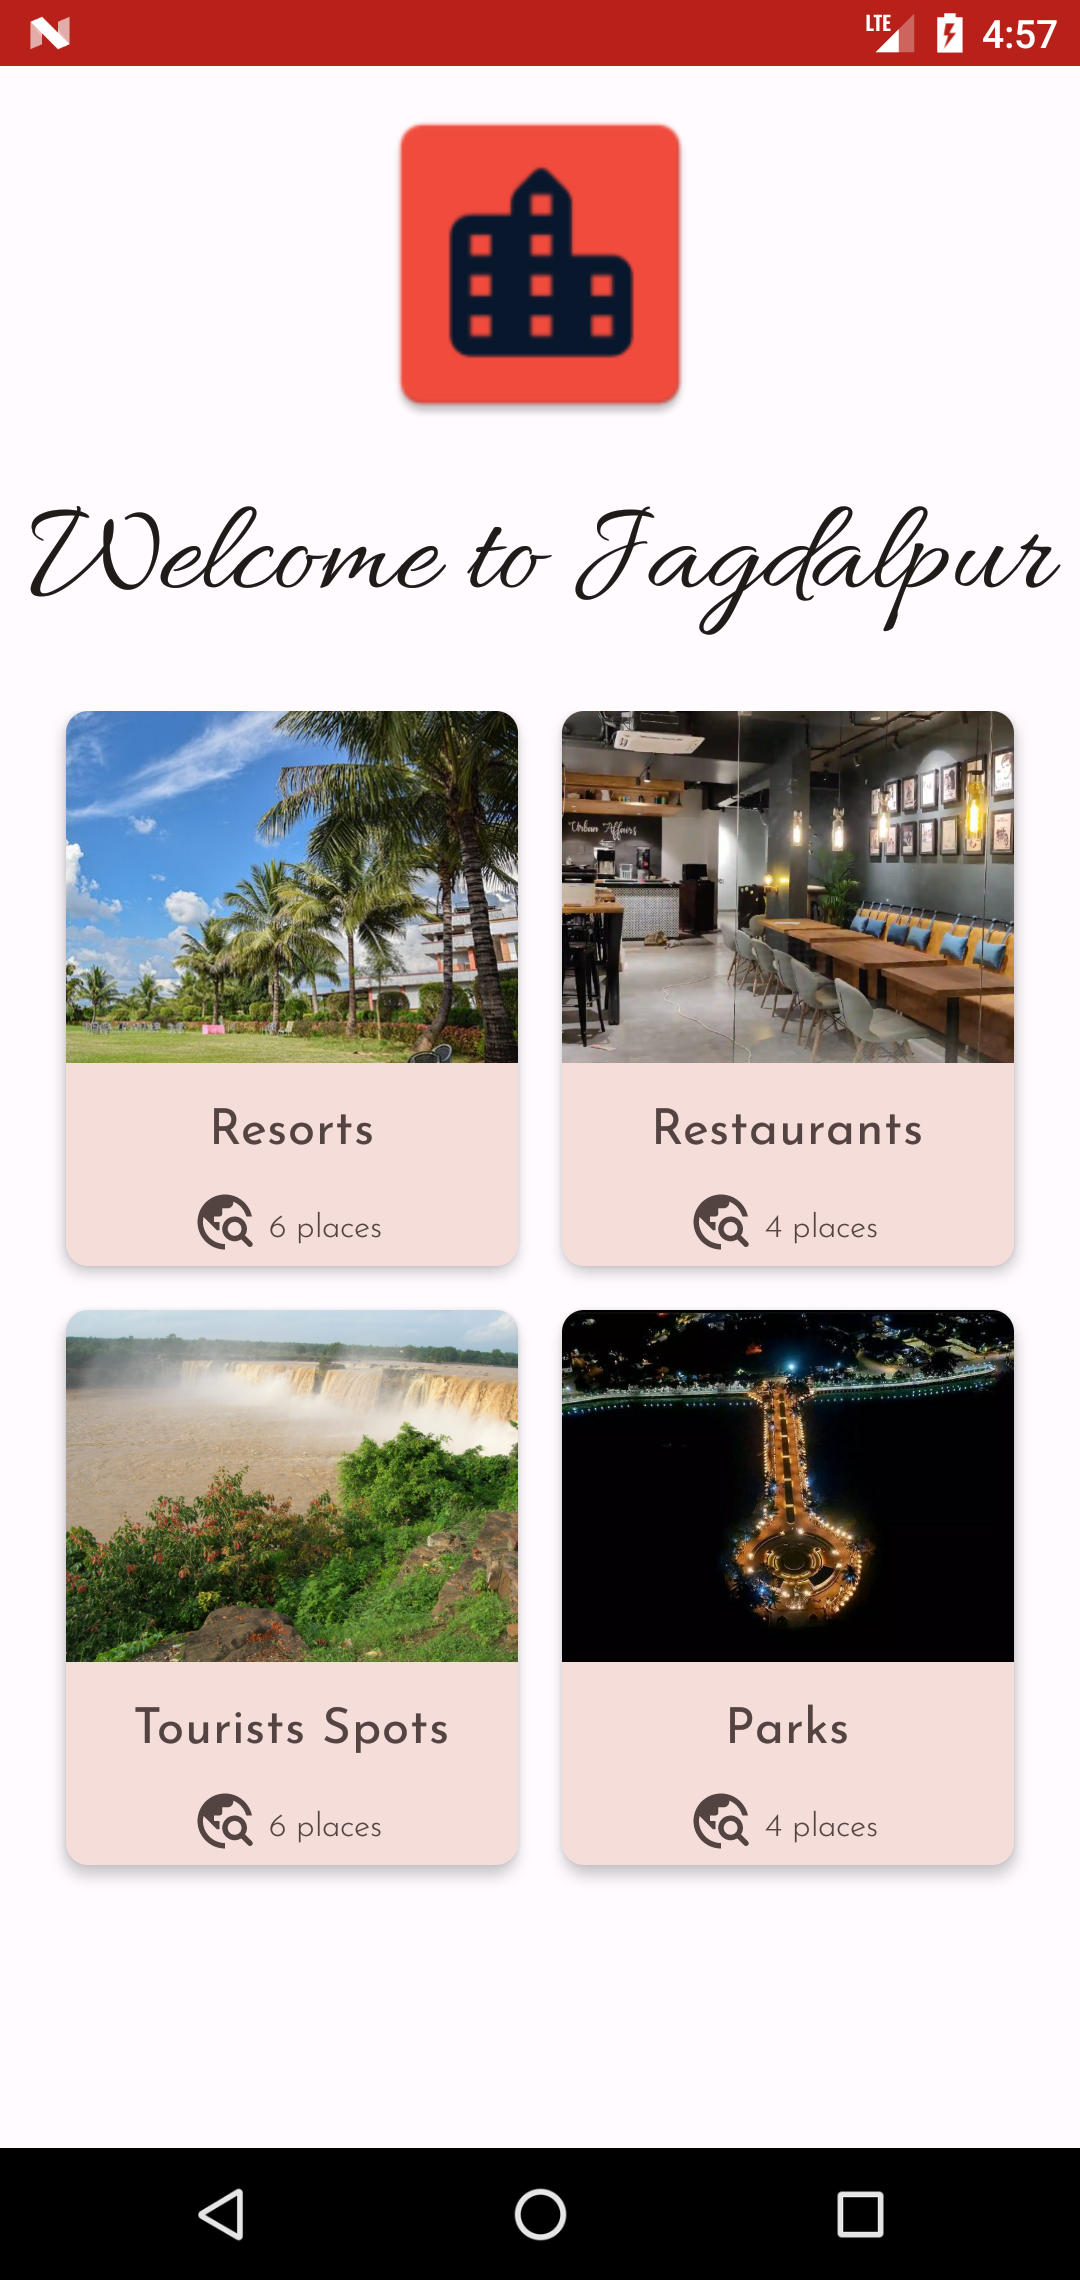 LTE 4:57
Welcome to Jagdalpur
Urban Affairs
Resorts
Restaurants
6 places
4 places
Tourists Spots
Parks
6 places
4 places